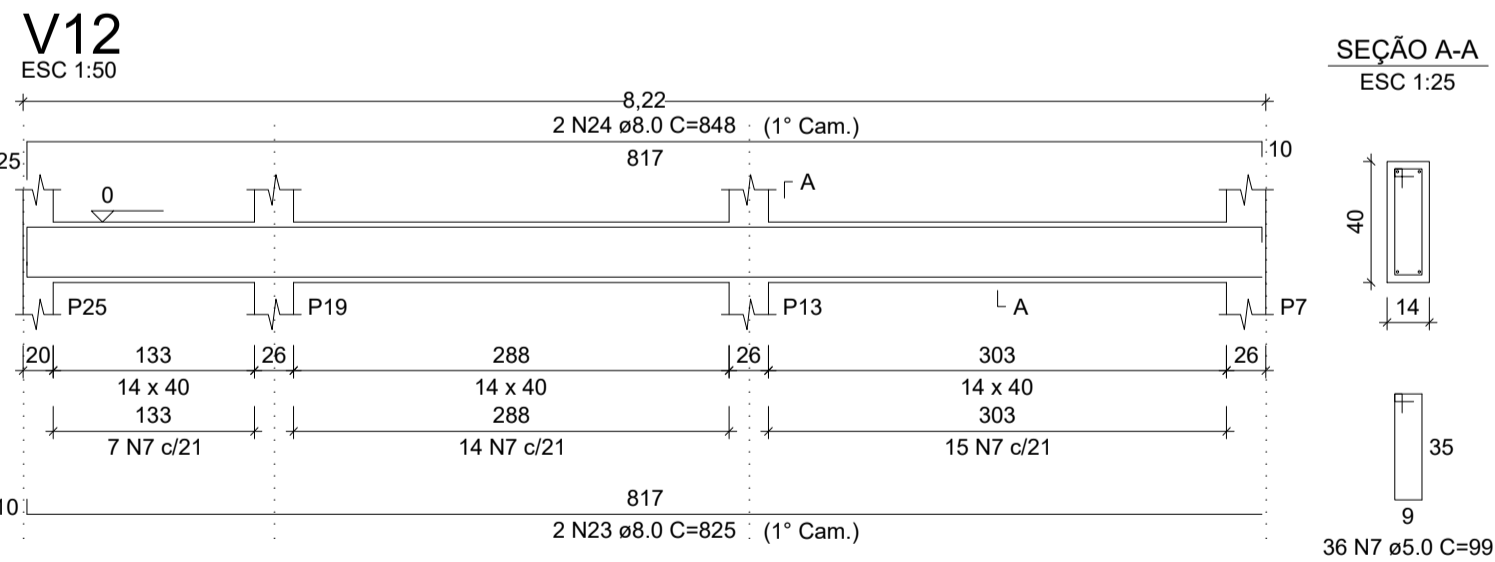 V12
ESC 1:50
SEÇÃO A-A
ESC 1:25
8,22
2 N24 ø8.0 C=848 (1° Cam.)
25
817
10
0
A
40
P25
P19
P13
A
P7
14
20 133 26 288 26 303 26
14 x 40 14 x 40 14 x 40
133 288 303
7 N7 c/21 14 N7 c/21 15 N7 c/21
35
817
10
2 N23 ø8.0 C=825 (1° Cam.)
9
36 N7 ø5.0 C=99